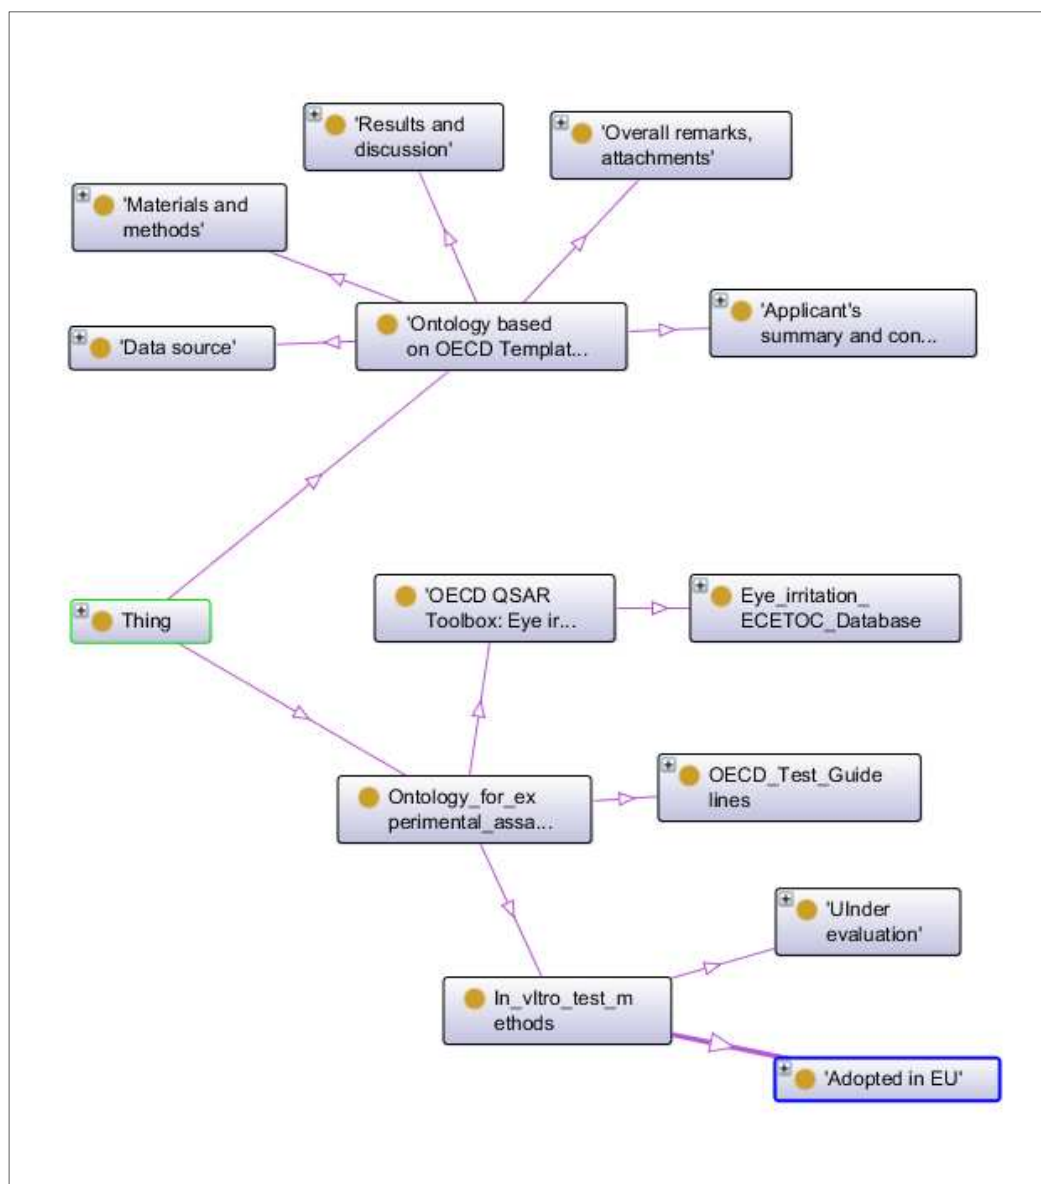 'Results and
discussion'
'Overall remarks,
attachments'
'Materials and
methods'
'Applicant's
summary and con...
'Ontology based
on OECD Templat...
'Data source'
'OECD QSAR
Toolbox: Eye ir...
Eye_irritation_
ECETOC_Database
Thing
OECD_Test_Guide
lines
Ontology_for_ex
perimental_assa...
'UInder
evaluation'
In_vItro_test_m
ethods
'Adopted in EU'